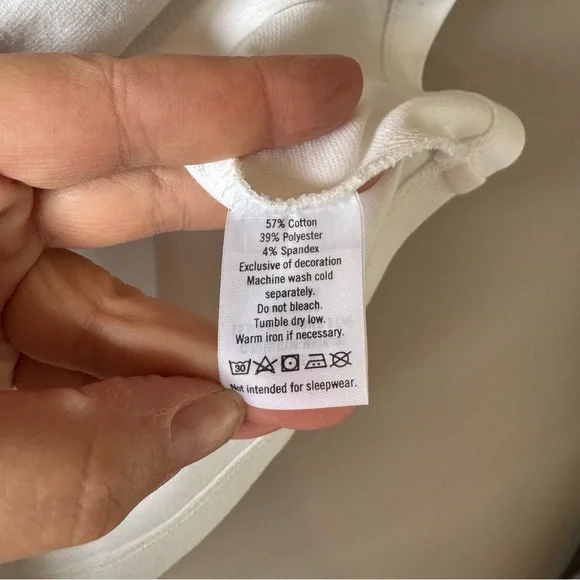 57% Cotton
39% Polyester
4% Spandex
Exclusive of decoration
Machine wash cold
separately.
Do not bleach.
Tumble dry low.
Warm iron if necessary.
30
Not intended for sleepwear.